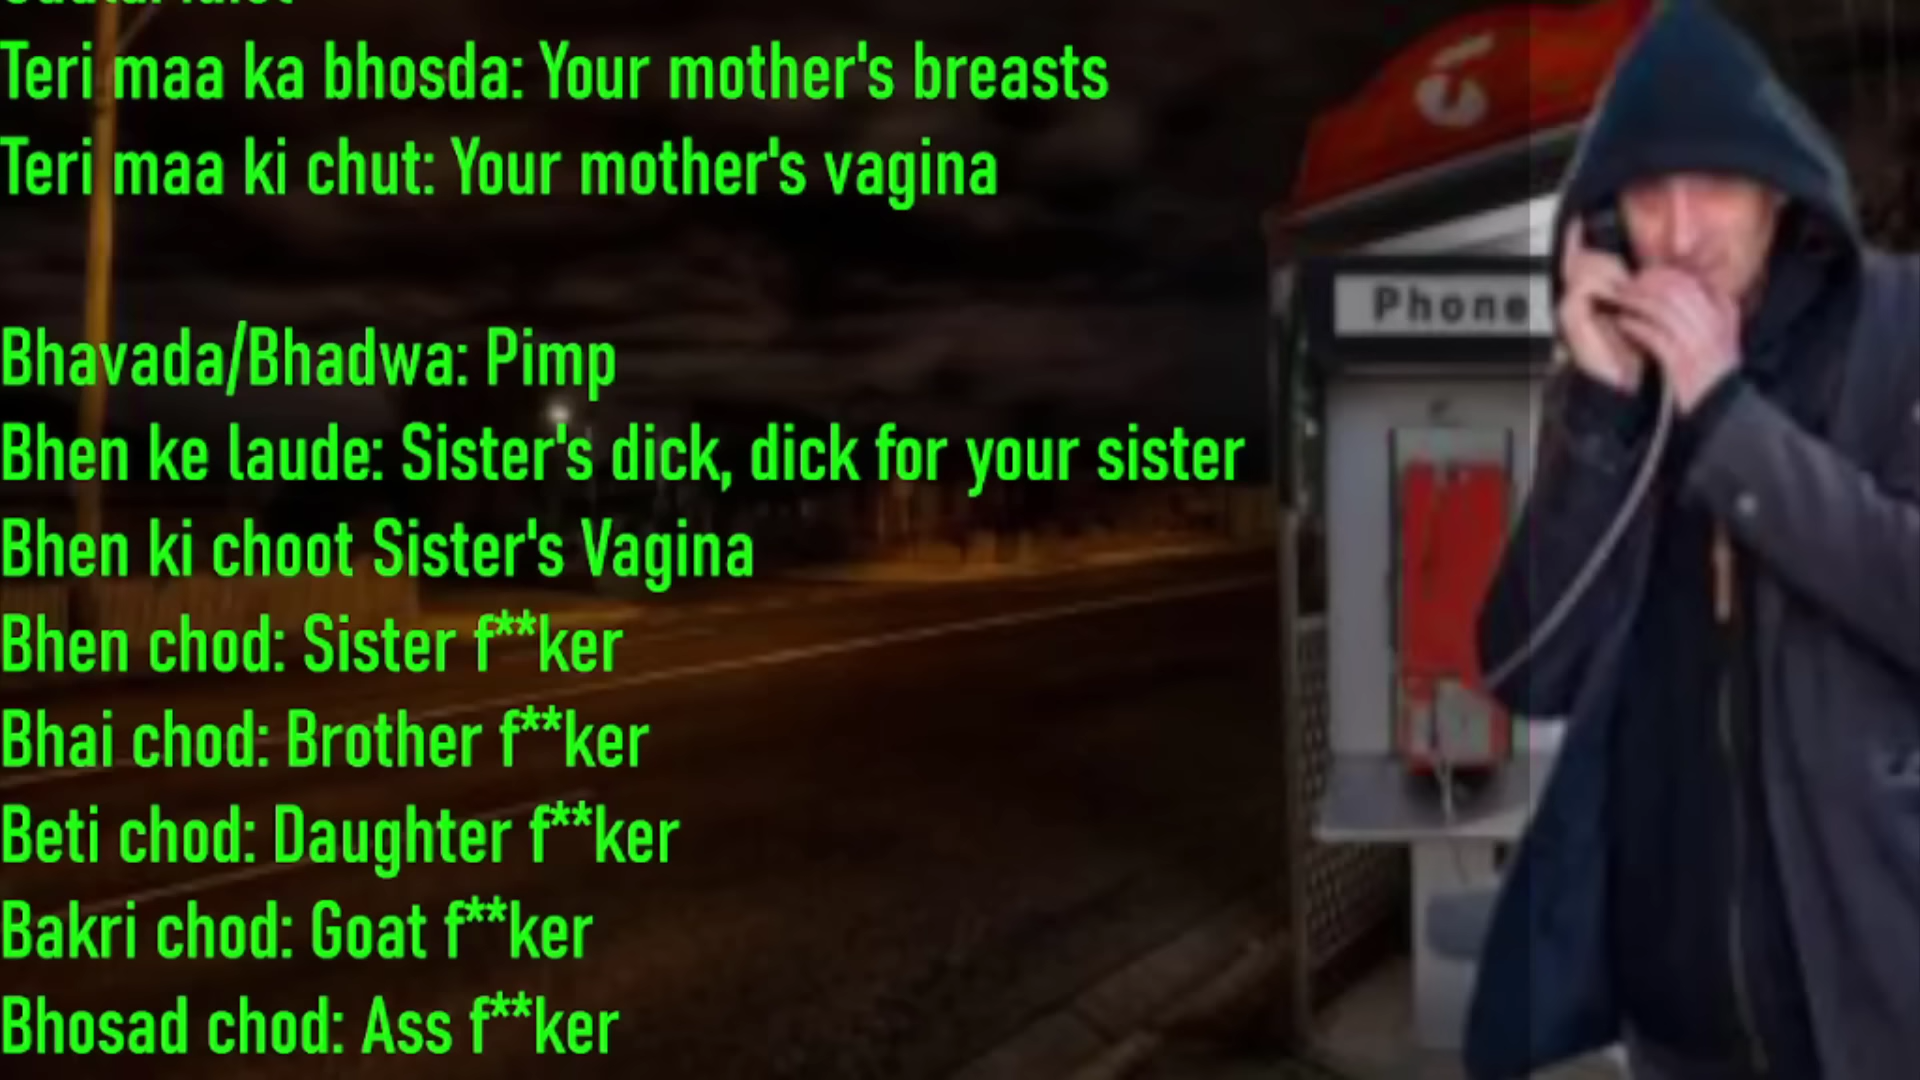 Teri maa ka bhosda: Your mother's breasts
Teri maa ki chut: Your mother's vagina
Bhavada/Bhadwa: Pimp
Bhen ke laude: Sister's dick, dick for your sister
Bhen ki choot Sister's Vagina
Bhen chod: Sister f**ker
Bhai chod: Brother f**ker
Beti chod: Daughter f**ker
Bakri chod: Goat f**ker
Bhosad chod: Ass f**ker
Phone